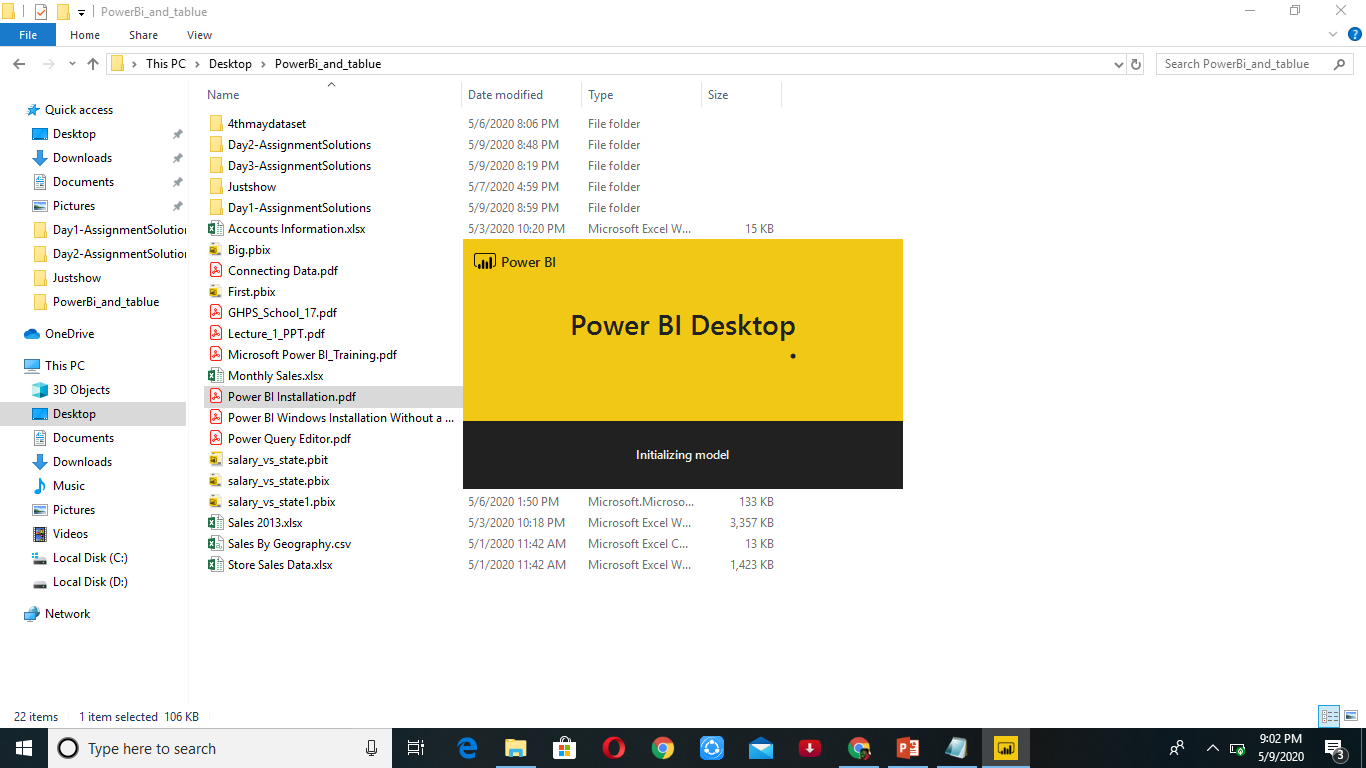 PowerBi_and_tablue
File Home Share View
This PC Desktop PowerBi_and_tablue
Search PowerBi_and_tablue
Name Date modified Type Size
Quick access
Desktop
Downloads
Documents
Pictures
Day1-AssignmentSolution
Day2-AssignmentSolution
Justshow
PowerBi_and_tablue
OneDrive
This PC
3D Objects
Desktop
Documents
Downloads
Music
Pictures
Videos
Local Disk (C:)
Local Disk (D:)
Network
4thmaydataset 5/6/2020 8:06 PM File folder
Day2-AssignmentSolutions 5/9/2020 8:48 PM File folder
Day3-AssignmentSolutions 5/9/2020 8:19 PM File folder
Justshow 5/7/2020 4:59 PM File folder
Day1-AssignmentSolutions 5/9/2020 8:59 PM File folder
Accounts Information.xlsx 5/3/2020 10:20 PM Microsoft Excel W... 15 KB
Big.pbix
Connecting Data.pdf
First.pbix
GHPS_School_17.pdf
Lecture_1_PPT.pdf
Microsoft Power BI_Training.pdf
Monthly Sales.xlsx
Power BI Installation.pdf
Power BI Windows Installation Without a ...
Power Query Editor.pdf
salary_vs_state.pbit
salary_vs_state.pbix
salary_vs_state1.pbix 5/6/2020 1:50 PM Microsoft.Microso... 133 KB
Sales 2013.xlsx 5/3/2020 10:18 PM Microsoft Excel W... 3,357 KB
Sales By Geography.csv 5/1/2020 11:42 AM Microsoft Excel C... 13 KB
Store Sales Data.xlsx 5/1/2020 11:42 AM Microsoft Excel W... 1,423 KB
Power BI
Power BI Desktop
Initializing model
22 items 1 item selected 106 KB
Type here to search
9:02 PM
5/9/2020
3